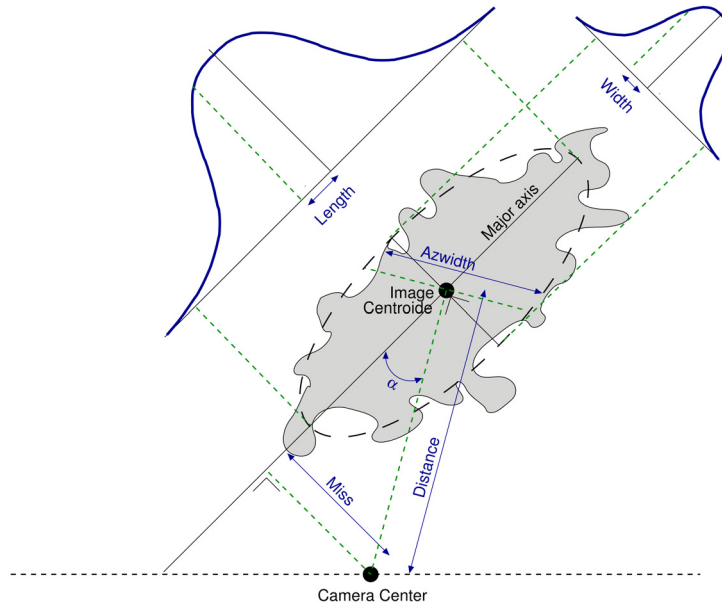 Width
Length
Major axis
Azwidth
Image
Centroide
α
Distance
Miss
Camera Center